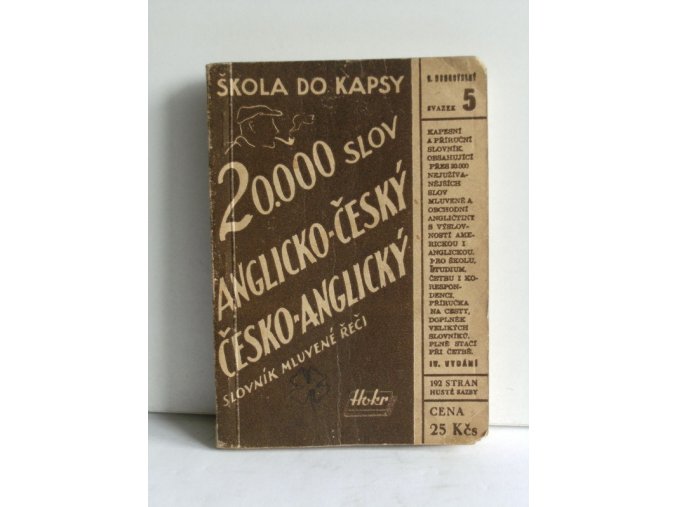 ŠKOLA DO KAPSY
20.000 SLOV
ANGLICKO-ČESKÝ
ČESKO-ANGLICKÝ
SLOVNÍK MLUVENÉ ŘEČI
Hokr
B. DOBROVOLNÝ
SVAZEK 5
KAPESNÍ
A PŘÍRUČNÍ
SLOVNÍK
OBSAHUJÍCÍ
PŘES 20.000
NEJUŽÍVA-
NĚJŠÍCH
SLOV
MLUVENÉ A
OBCHODNÍ
ANGLIČTINY
S VÝSLOV-
NOSTÍ AME-
RICKOU I
ANGLICKOU.
PRO ŠKOLU,
STUDIUM,
ČETBU I KO-
RESPON-
DENCI.
PŘÍRUČKA
NA CESTY,
DOPLNĚK
VELIKÝCH
SLOVNÍKŮ.
PLNĚ STAČÍ
PŘI ČETBĚ.
IV. VYDÁNÍ
192 STRAN
HUSTÉ SAZBY
CENA
25 Kčs